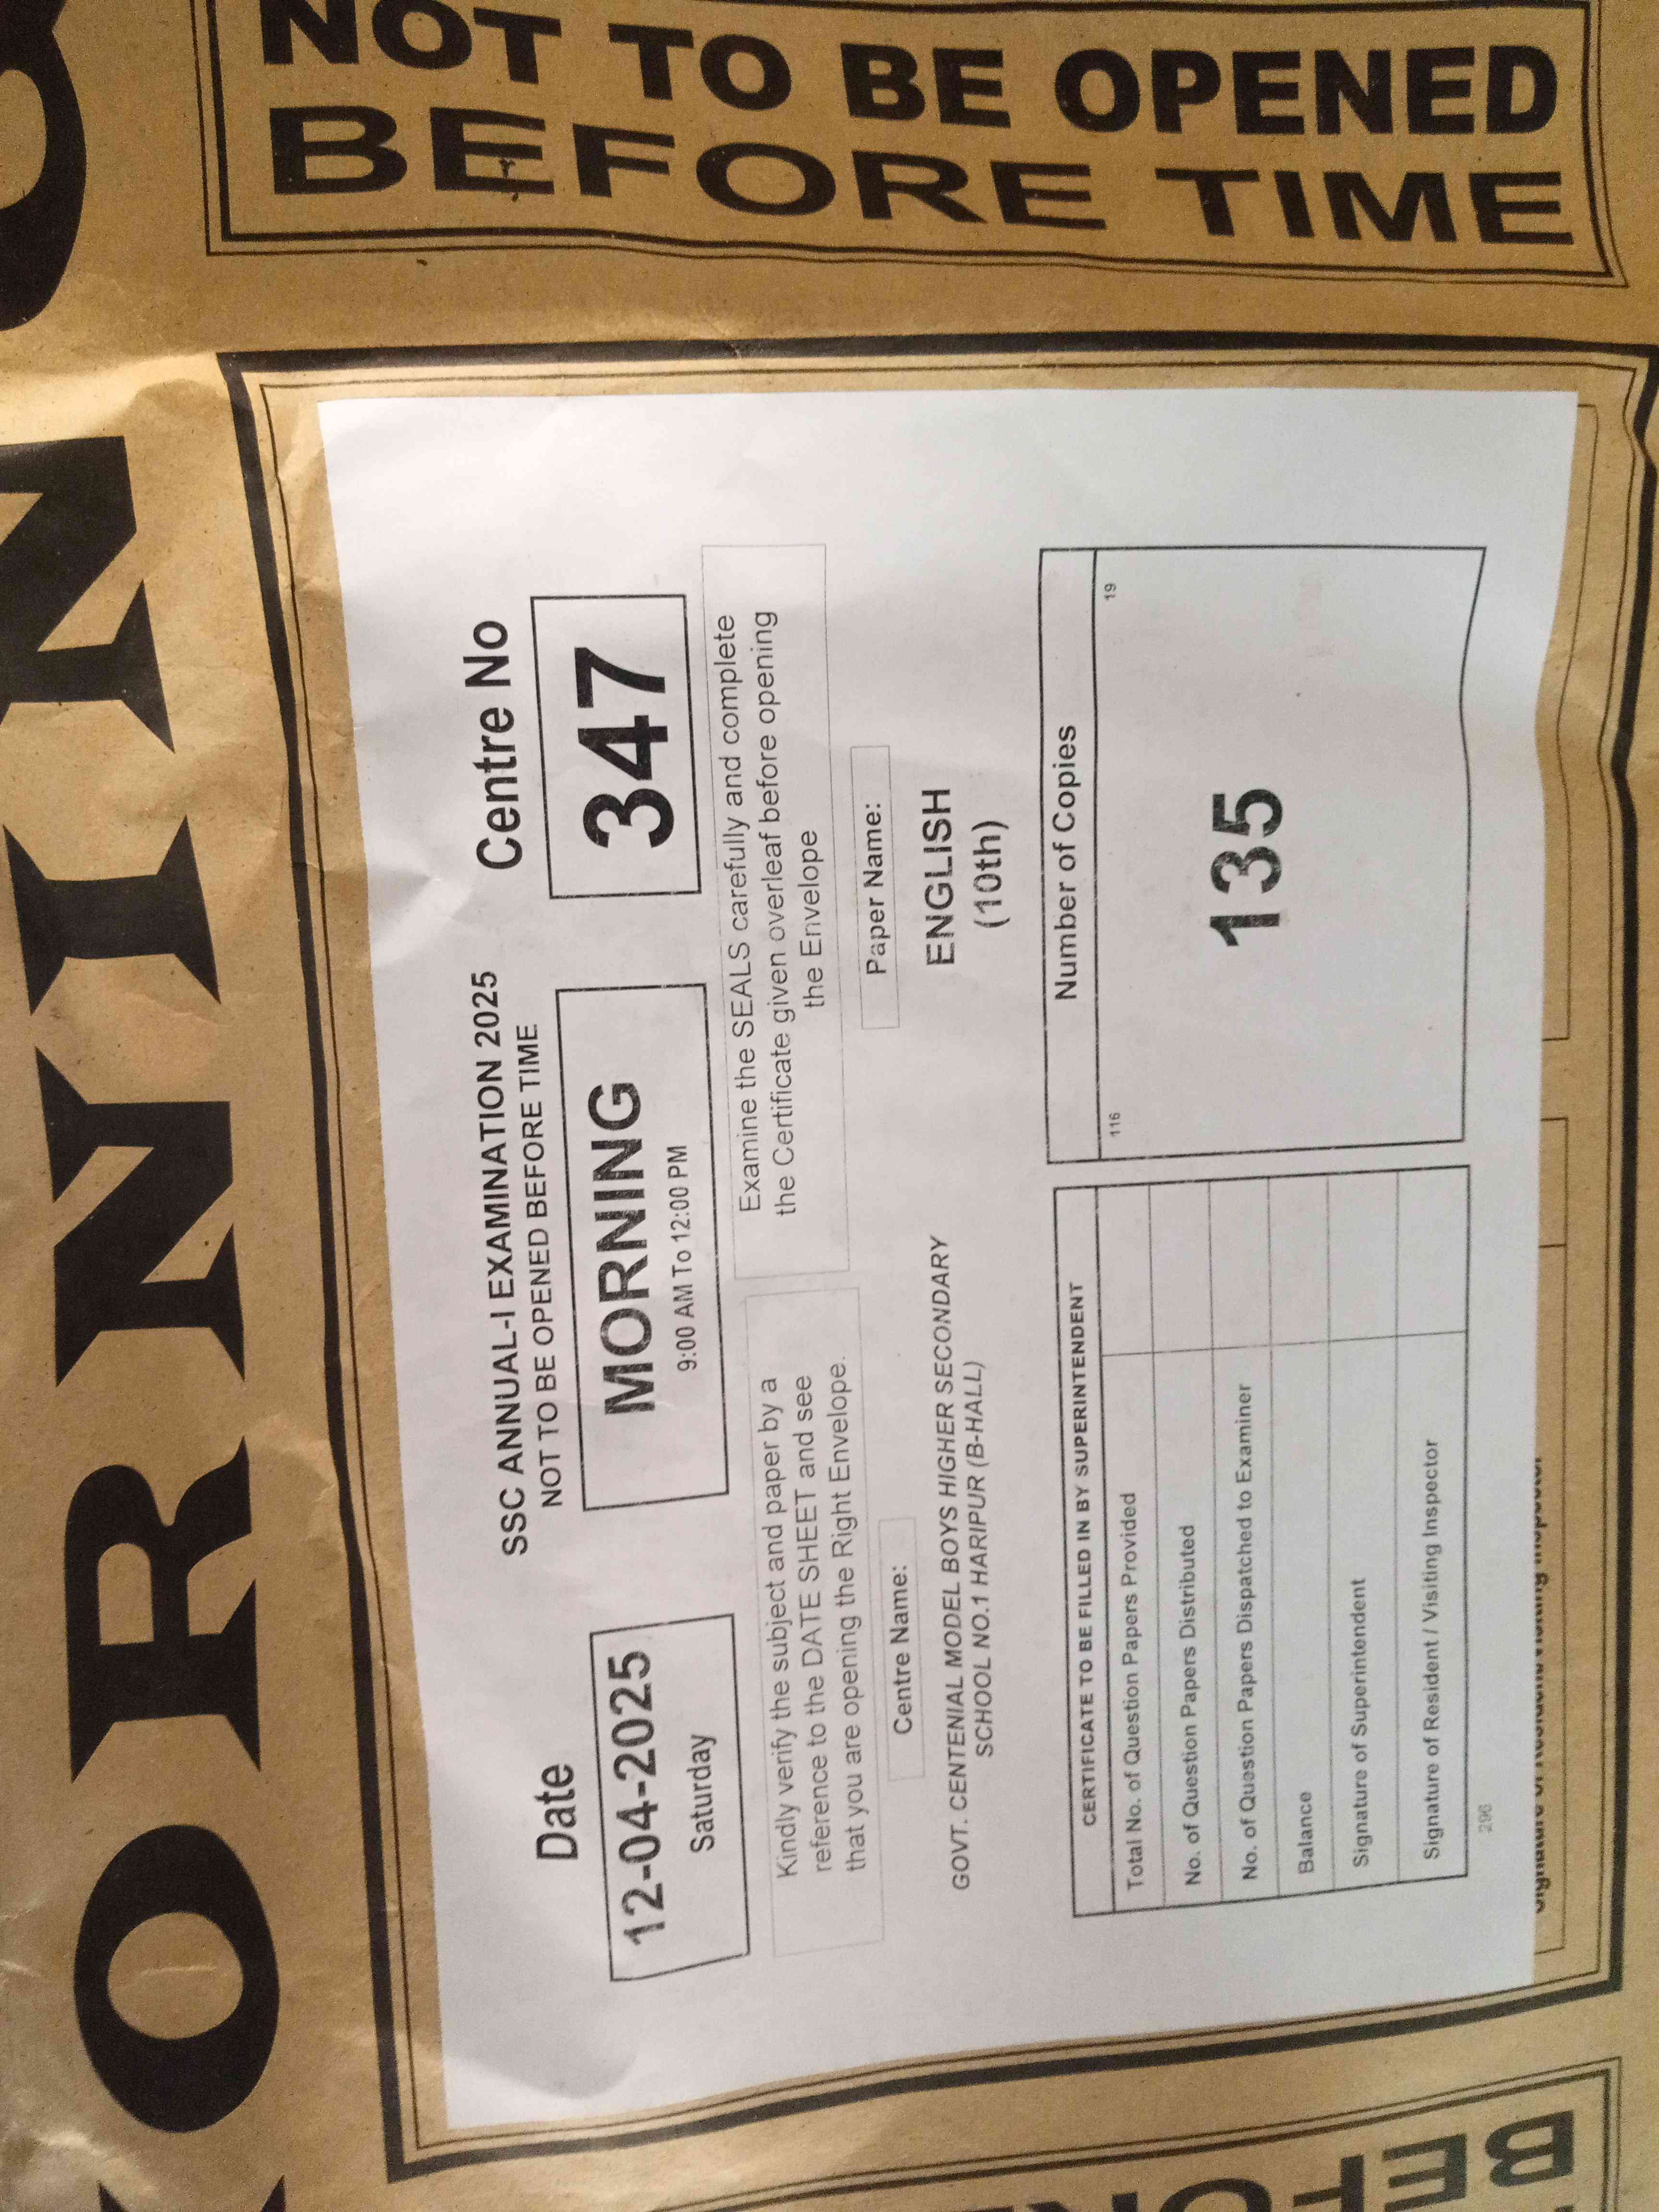 NOT TO BE OPENED
BEFORE TIME
SSC ANNUAL-I EXAMINATION 2025
NOT TO BE OPENED BEFORE TIME
Date
12-04-2025
Saturday
MORNING
9:00 AM To 12:00 PM
Centre No
347
Kindly verify the subject and paper by a
reference to the DATE SHEET and see
that you are opening the Right Envelope.
Examine the SEALS carefully and complete
the Certificate given overleaf before opening
the Envelope
Centre Name:
GOVT. CENTENIAL MODEL BOYS HIGHER SECONDARY
SCHOOL NO.1 HARIPUR (B-HALL)
Paper Name:
ENGLISH
(10th)
CERTIFICATE TO BE FILLED IN BY SUPERINTENDENT
Total No. of Question Papers Provided
No. of Question Papers Distributed
No. of Question Papers Dispatched to Examiner
Balance
Signature of Superintendent
Signature of Resident / Visiting Inspector
Number of Copies
116
19
135